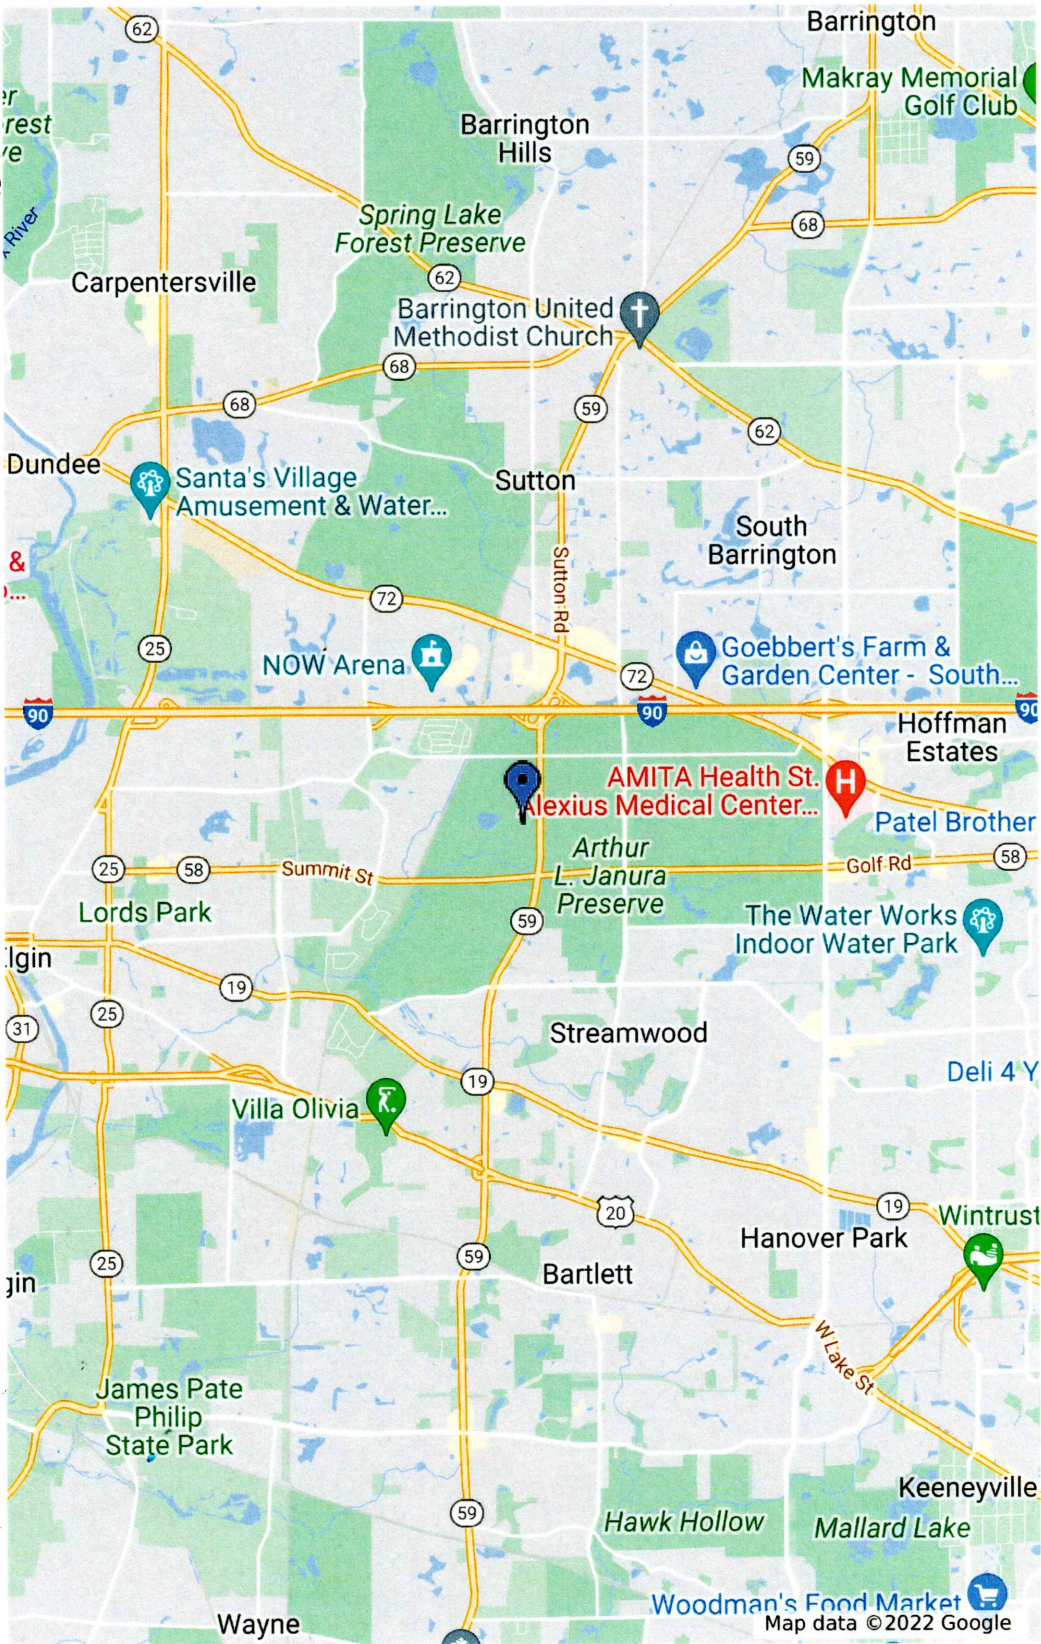 62
Barrington
Makray Memorial
Golf Club
er
orest
ve
Barrington
Hills
59
Spring Lake
Forest Preserve
68
x River
62
Carpentersville
Barrington United
Methodist Church
68
68
59
62
Dundee
Santa's Village
Amusement & Water...
Sutton
South
Barrington
&
...
Sutton Rd
72
25
NOW Arena
Goebbert's Farm &
Garden Center - South...
72
90
90
90
Hoffman
Estates
AMITA Health St.
Alexius Medical Center...
H
Patel Brother
Arthur
L. Janura
Preserve
25
58
Summit St
Golf Rd
58
Lords Park
59
The Water Works
Indoor Water Park
Elgin
19
25
31
Streamwood
19
Deli 4 Y
Villa Olivia
20
19
Wintrust
Hanover Park
25
59
Bartlett
gin
W Lake St
James Pate
Philip
State Park
Keeneyville
59
Hawk Hollow
Mallard Lake
Woodman's Food Market
Wayne
Map data ©2022 Google